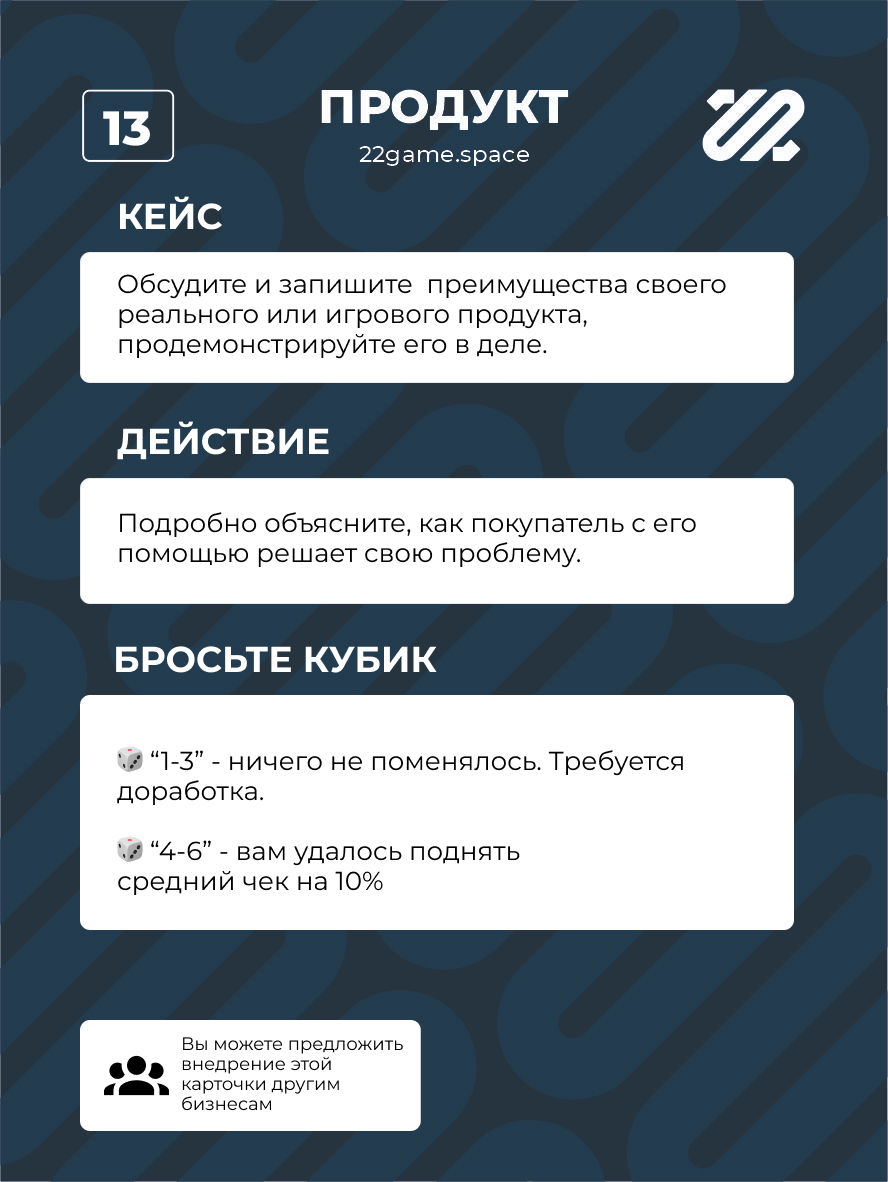 13
ПРОДУКТ
22game.space
КЕЙС
Обсудите и запишите  преимущества своего
реального или игрового продукта,
продемонстрируйте его в деле.
ДЕЙСТВИЕ
Подробно объясните, как покупатель с его
помощью решает свою проблему.
БРОСЬТЕ КУБИК
🎲 “1-3” - ничего не поменялось. Требуется
доработка.
🎲 “4-6” - вам удалось поднять
средний чек на 10%
Вы можете предложить
внедрение этой
карточки другим
бизнесам